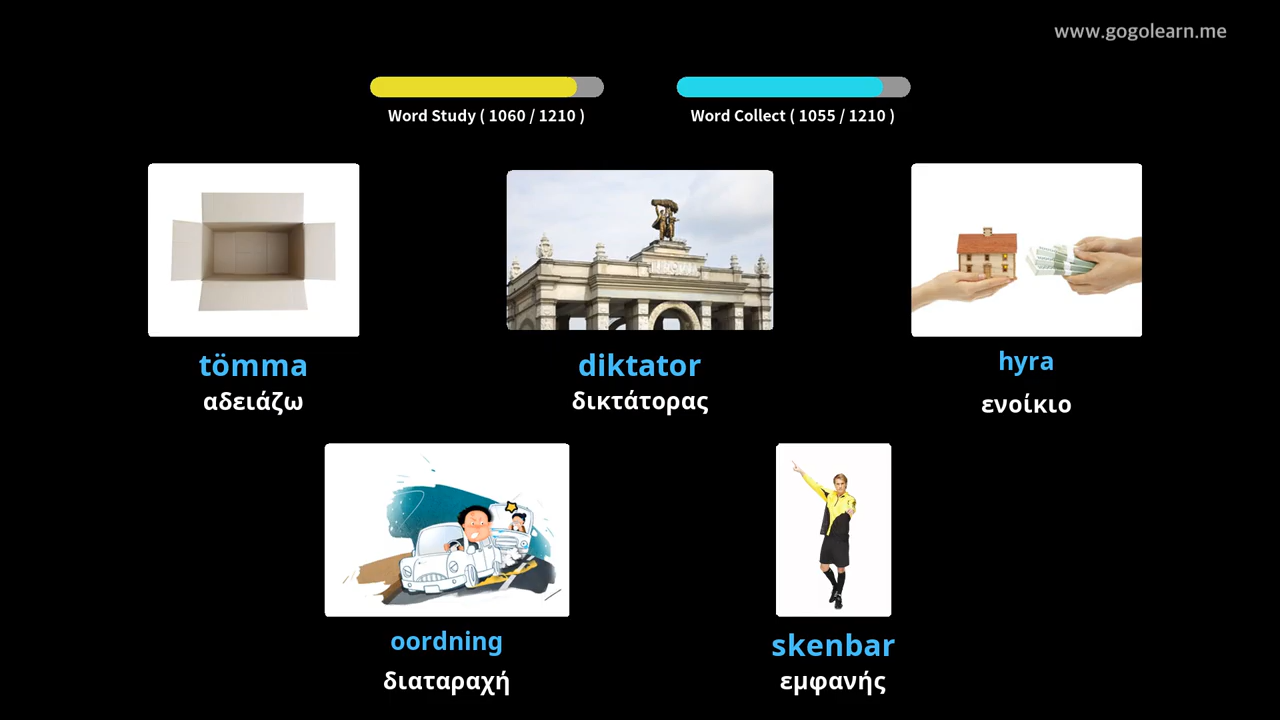 www.gogolearn.me
Word Study ( 1060 / 1210 )
Word Collect ( 1055 / 1210 )
tömma
αδειάζω
diktator
δικτάτορας
hyra
ενοίκιο
oordning
διαταραχή
skenbar
εμφανής